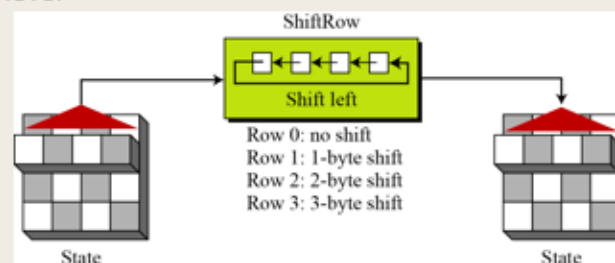 ShiftRow
Shift left
Row 0: no shift
Row 1: 1-byte shift
Row 2: 2-byte shift
Row 3: 3-byte shift
State
State